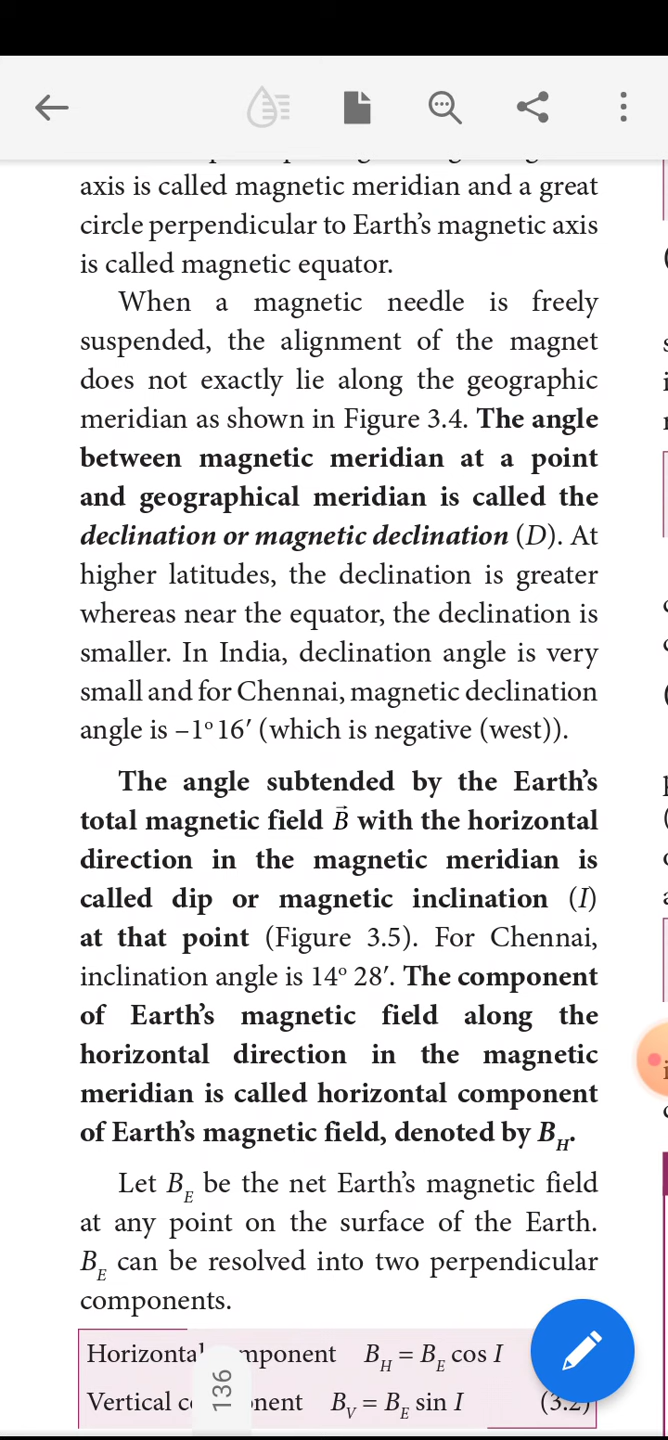 axis is called magnetic meridian and a great
circle perpendicular to Earth's magnetic axis
is called magnetic equator.
When a magnetic needle is freely
suspended, the alignment of the magnet
does not exactly lie along the geographic
meridian as shown in Figure 3.4. The angle
between magnetic meridian at a point
and geographical meridian is called the
declination or magnetic declination (D). At
higher latitudes, the declination is greater
whereas near the equator, the declination is
smaller. In India, declination angle is very
small and for Chennai, magnetic declination
angle is –1º 16′ (which is negative (west)).
The angle subtended by the Earth's
total magnetic field B⃗ with the horizontal
direction in the magnetic meridian is
called dip or magnetic inclination (I)
at that point (Figure 3.5). For Chennai,
inclination angle is 14º 28′. The component
of Earth's magnetic field along the
horizontal direction in the magnetic
meridian is called horizontal component
of Earth's magnetic field, denoted by B_H.
Let B_E be the net Earth's magnetic field
at any point on the surface of the Earth.
B_E can be resolved into two perpendicular
components.
Horizontal B_H = B_E cos I
Vertical B_V = B_E sin I (3.2)
136